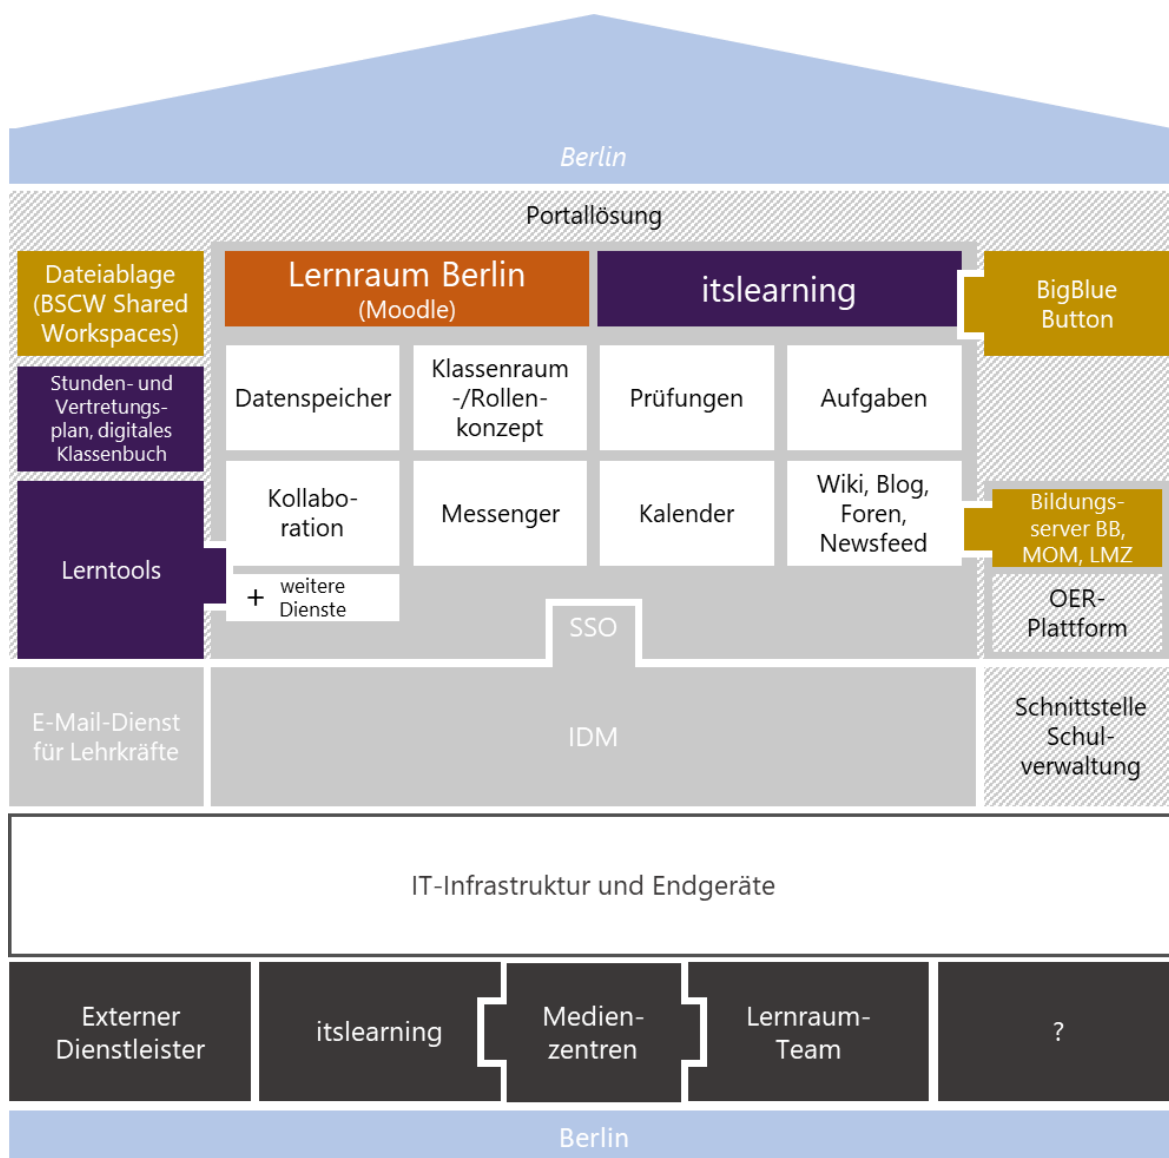 Berlin
Portallösung
Dateiablage
(BSCW Shared
Workspaces)
Lernraum Berlin
(Moodle)
itslearning
BigBlue
Button
Stunden- und
Vertretungs-
plan, digitales
Klassenbuch
Datenspeicher
Klassenraum
-/Rollen-
konzept
Prüfungen
Aufgaben
Lerntools
Kollabo-
ration
Messenger
Kalender
Wiki, Blog,
Foren,
Newsfeed
Bildungs-
server BB,
MOM, LMZ
+ weitere
Dienste
SSO
OER-
Plattform
E-Mail-Dienst
für Lehrkräfte
IDM
Schnittstelle
Schul-
verwaltung
IT-Infrastruktur und Endgeräte
Externer
Dienstleister
itslearning
Medien-
zentren
Lernraum-
Team
?
Berlin